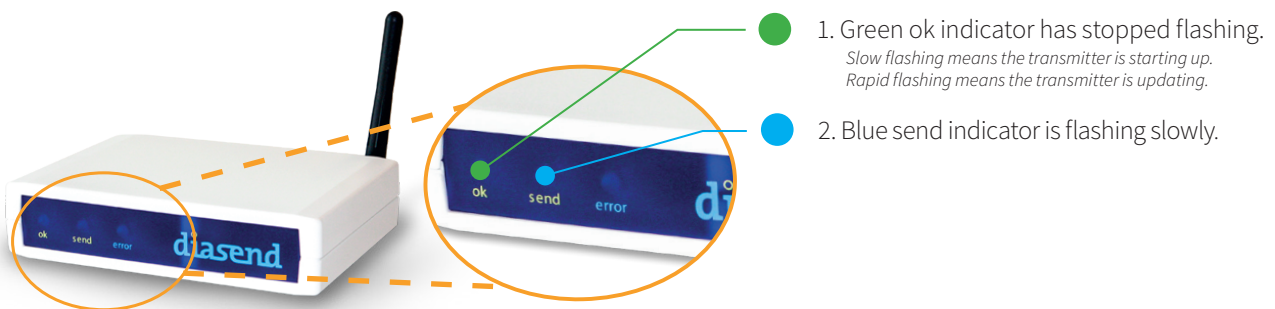 1. Green ok indicator has stopped flashing.
Slow flashing means the transmitter is starting up.
Rapid flashing means the transmitter is updating.
2. Blue send indicator is flashing slowly.
ok send error di
ok send error diasend